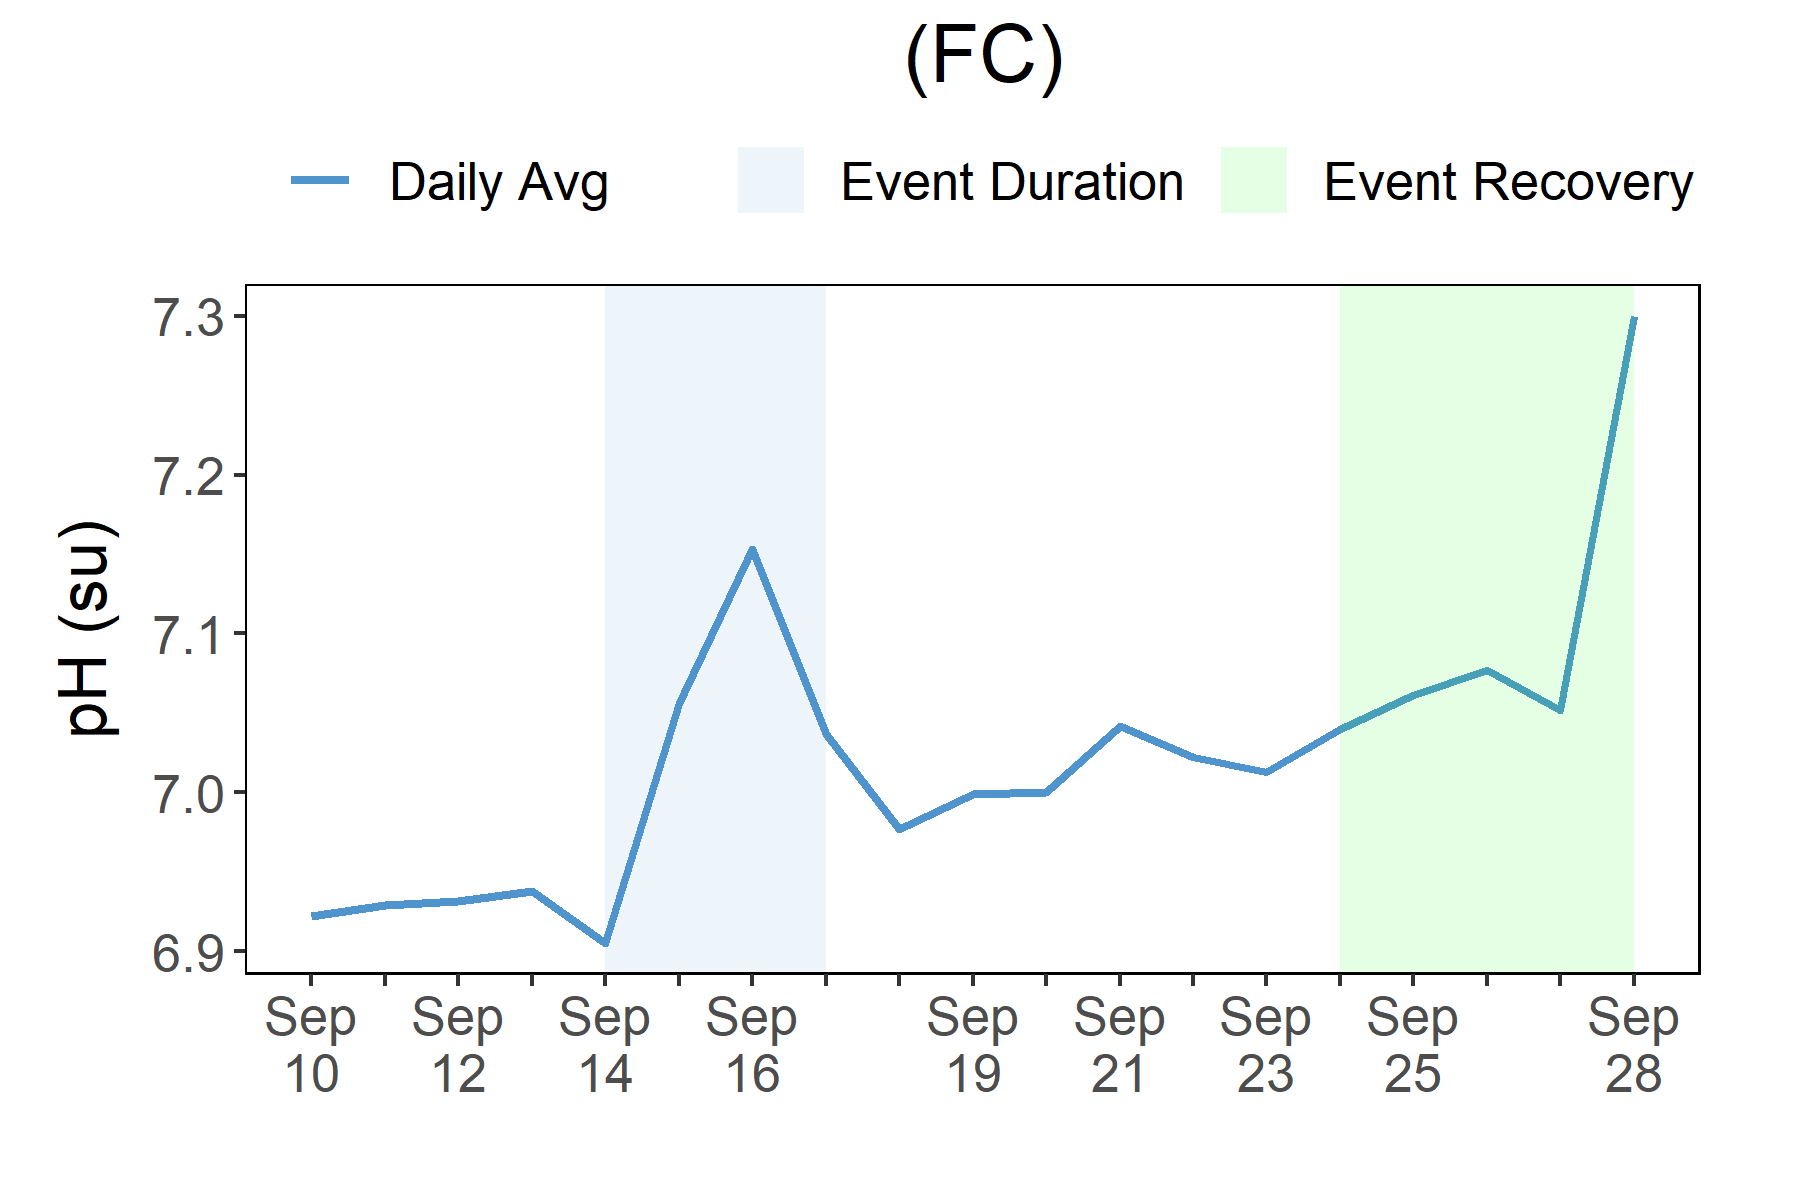 (FC)
Daily Avg
Event Duration
Event Recovery
pH (su)
7.3
7.2
7.1
7.0
6.9
Sep Sep Sep Sep Sep Sep Sep Sep Sep
10 12 14 16 19 21 23 25 28